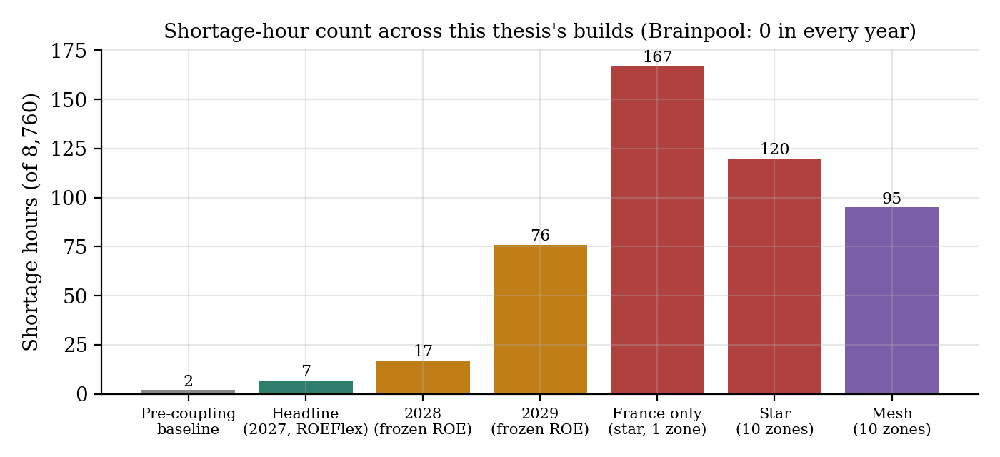 Shortage-hour count across this thesis's builds (Brainpool: 0 in every year)
Shortage hours (of 8,760)
175
150
125
100
75
50
25
0
2
7
17
76
167
120
95
Pre-coupling
baseline
Headline
(2027, ROEFlex)
2028
(frozen ROE)
2029
(frozen ROE)
France only
(star, 1 zone)
Star
(10 zones)
Mesh
(10 zones)